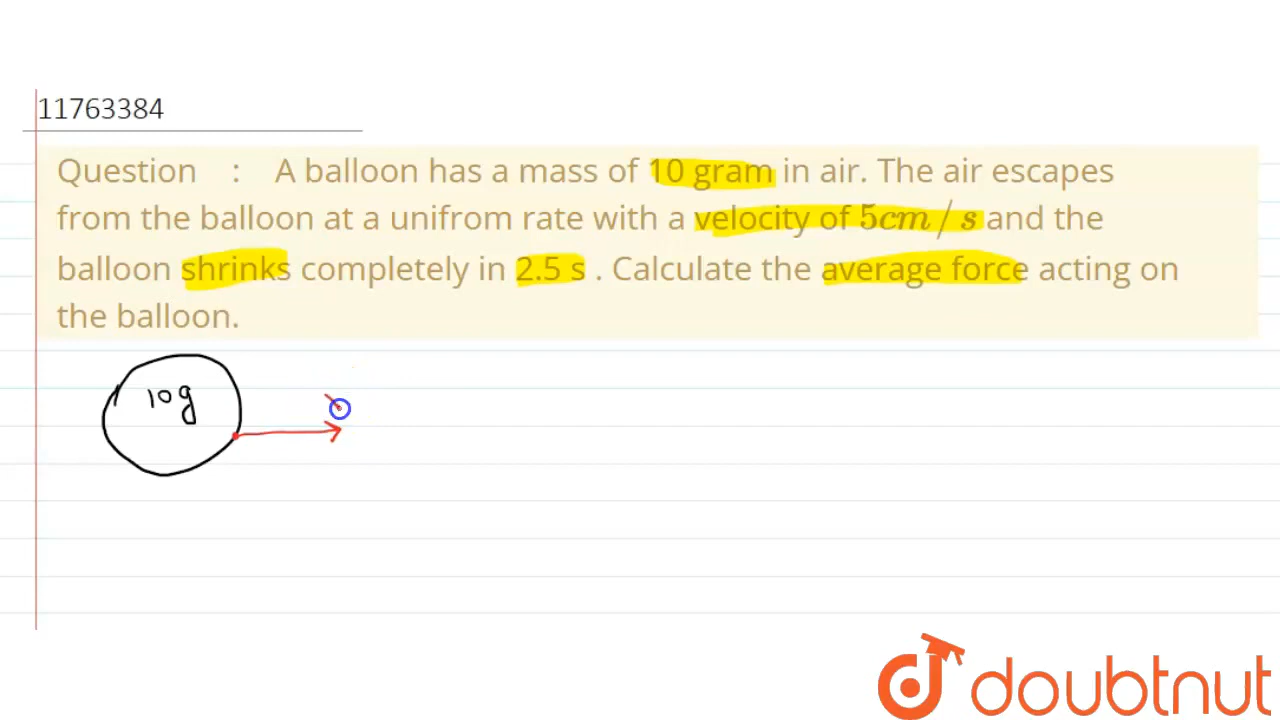 11763384
Question : A balloon has a mass of 10 gram in air. The air escapes
from the balloon at a unifrom rate with a velocity of 5cm/s and the
balloon shrinks completely in 2.5 s . Calculate the average force acting on
the balloon.
10g
doubtnut